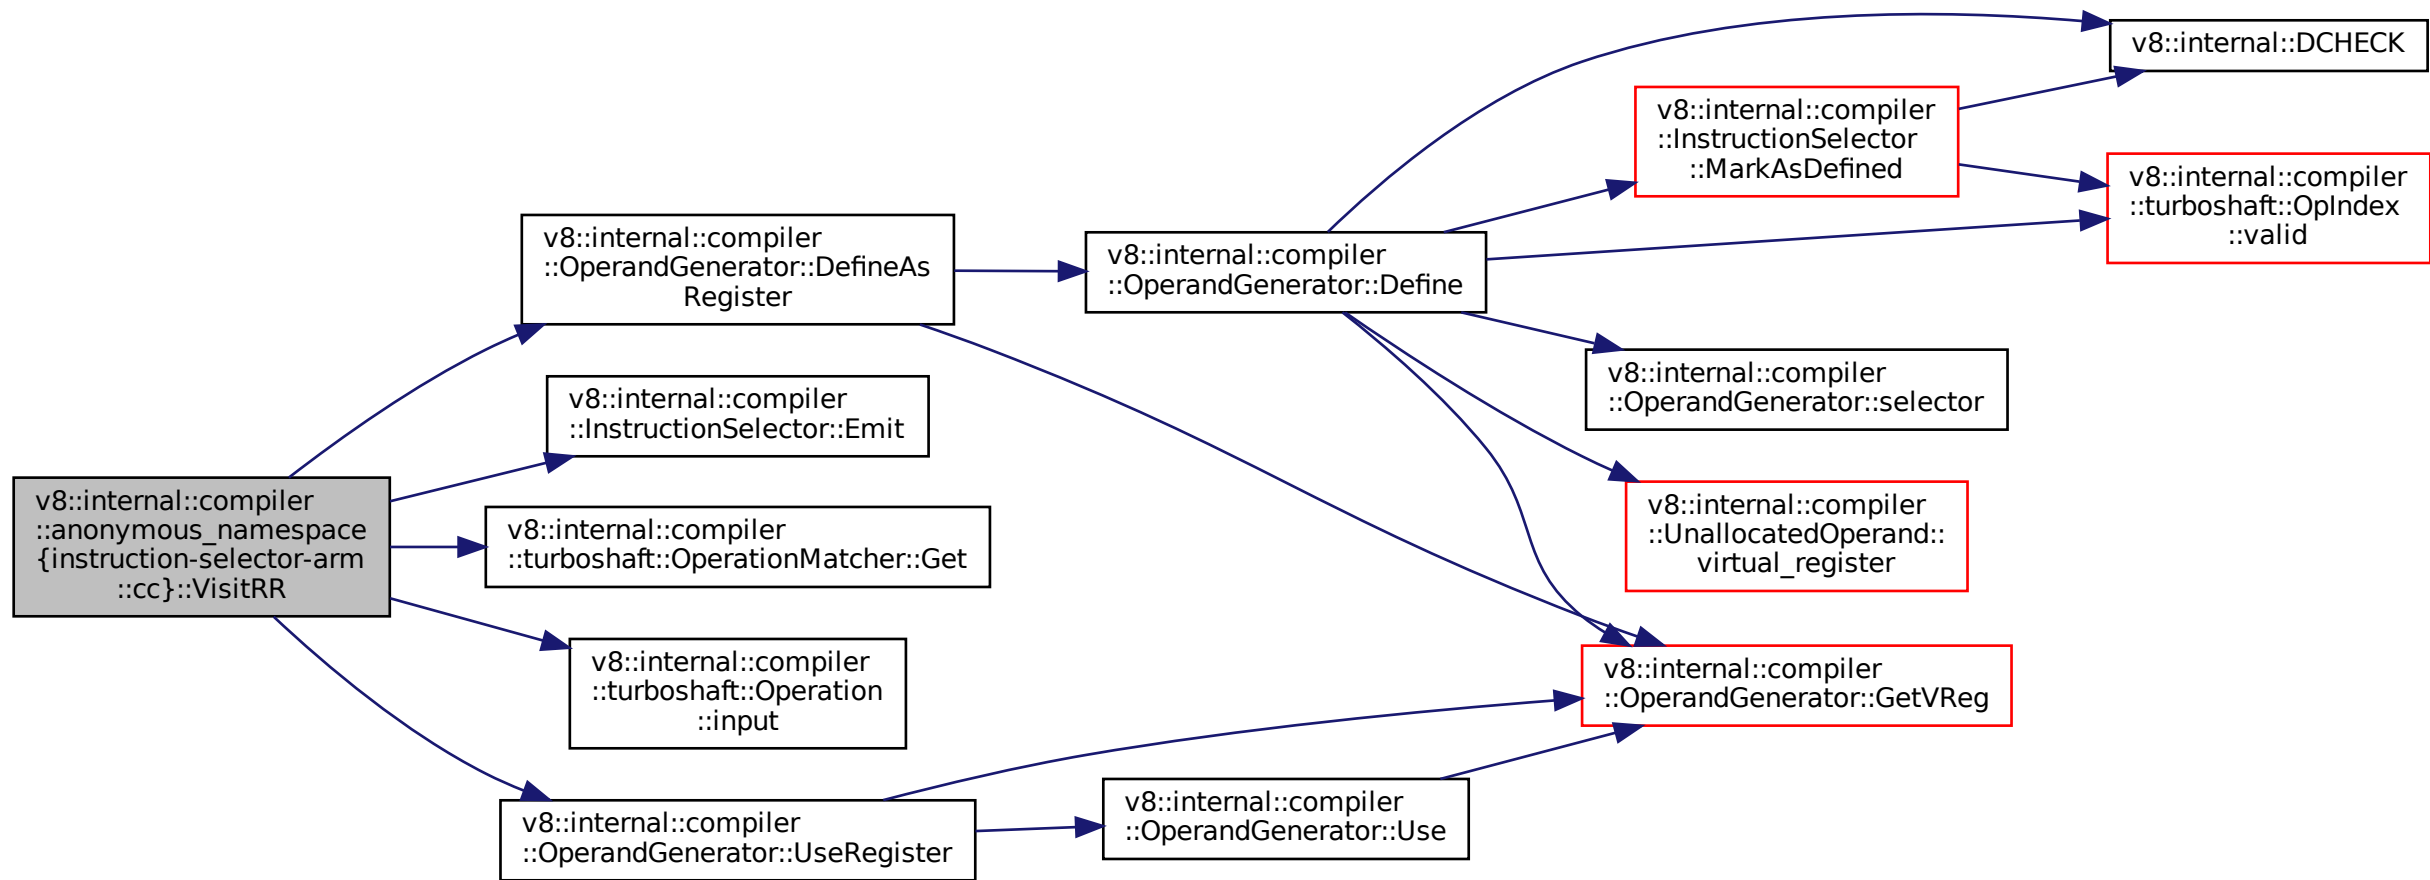 v8::internal::compiler
::anonymous_namespace
{instruction-selector-arm
::cc}::VisitRR
v8::internal::compiler
::OperandGenerator::DefineAs
Register
v8::internal::compiler
::InstructionSelector::Emit
v8::internal::compiler
::turboshaft::OperationMatcher::Get
v8::internal::compiler
::turboshaft::Operation
::input
v8::internal::compiler
::OperandGenerator::UseRegister
v8::internal::compiler
::OperandGenerator::Define
v8::internal::compiler
::OperandGenerator::Use
v8::internal::compiler
::InstructionSelector
::MarkAsDefined
v8::internal::compiler
::OperandGenerator::selector
v8::internal::compiler
::UnallocatedOperand::
virtual_register
v8::internal::compiler
::OperandGenerator::GetVReg
v8::internal::DCHECK
v8::internal::compiler
::turboshaft::OpIndex
::valid